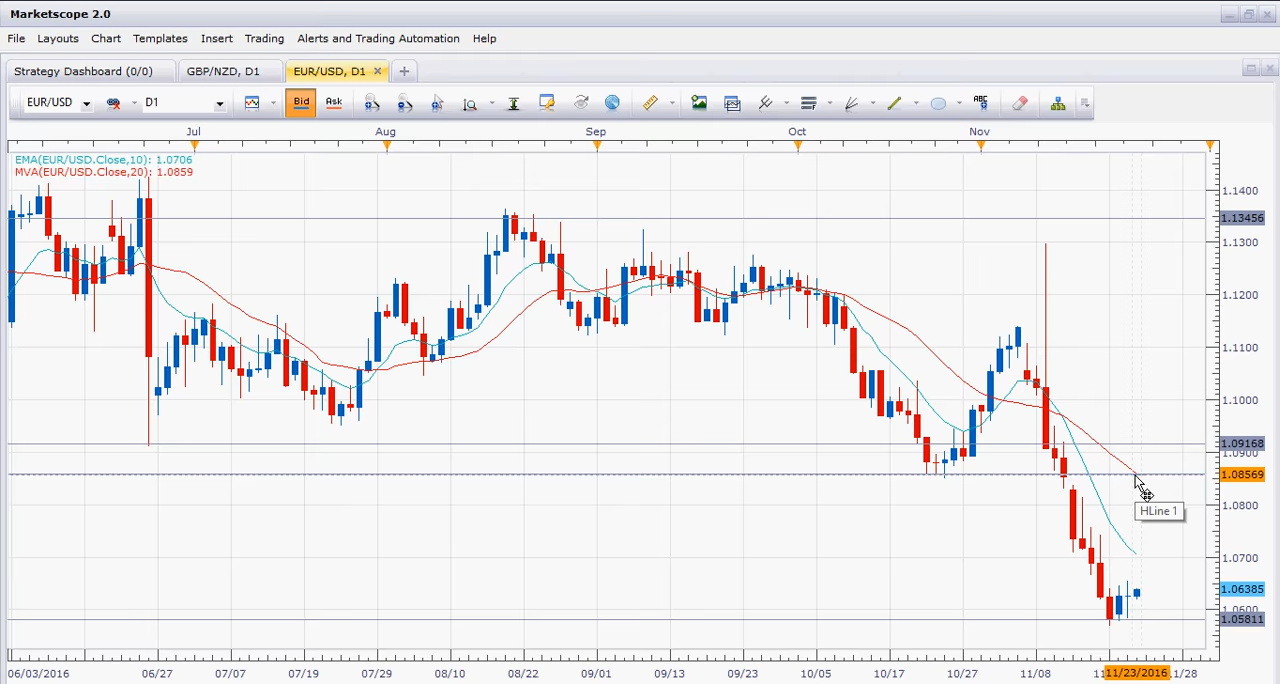 Marketscope 2.0
File Layouts Chart Templates Insert Trading Alerts and Trading Automation Help
Strategy Dashboard (0/0) GBP/NZD, D1 EUR/USD, D1
EUR/USD D1 Bid Ask ABC
Jul Aug Sep Oct Nov
EMA(EUR/USD.Close,10): 1.0706
MVA(EUR/USD.Close,20): 1.0859
1.1400
1.13456
1.1300
1.1200
1.1100
1.1000
1.09168
1.0900
1.08569
1.0800
HLine 1
1.0700
1.06385
1.0600
1.05811
06/03/2016 06/27 07/07 07/19 07/29 08/10 08/22 09/01 09/13 09/23 10/05 10/17 10/27 11/08 11/23/2016 1/28